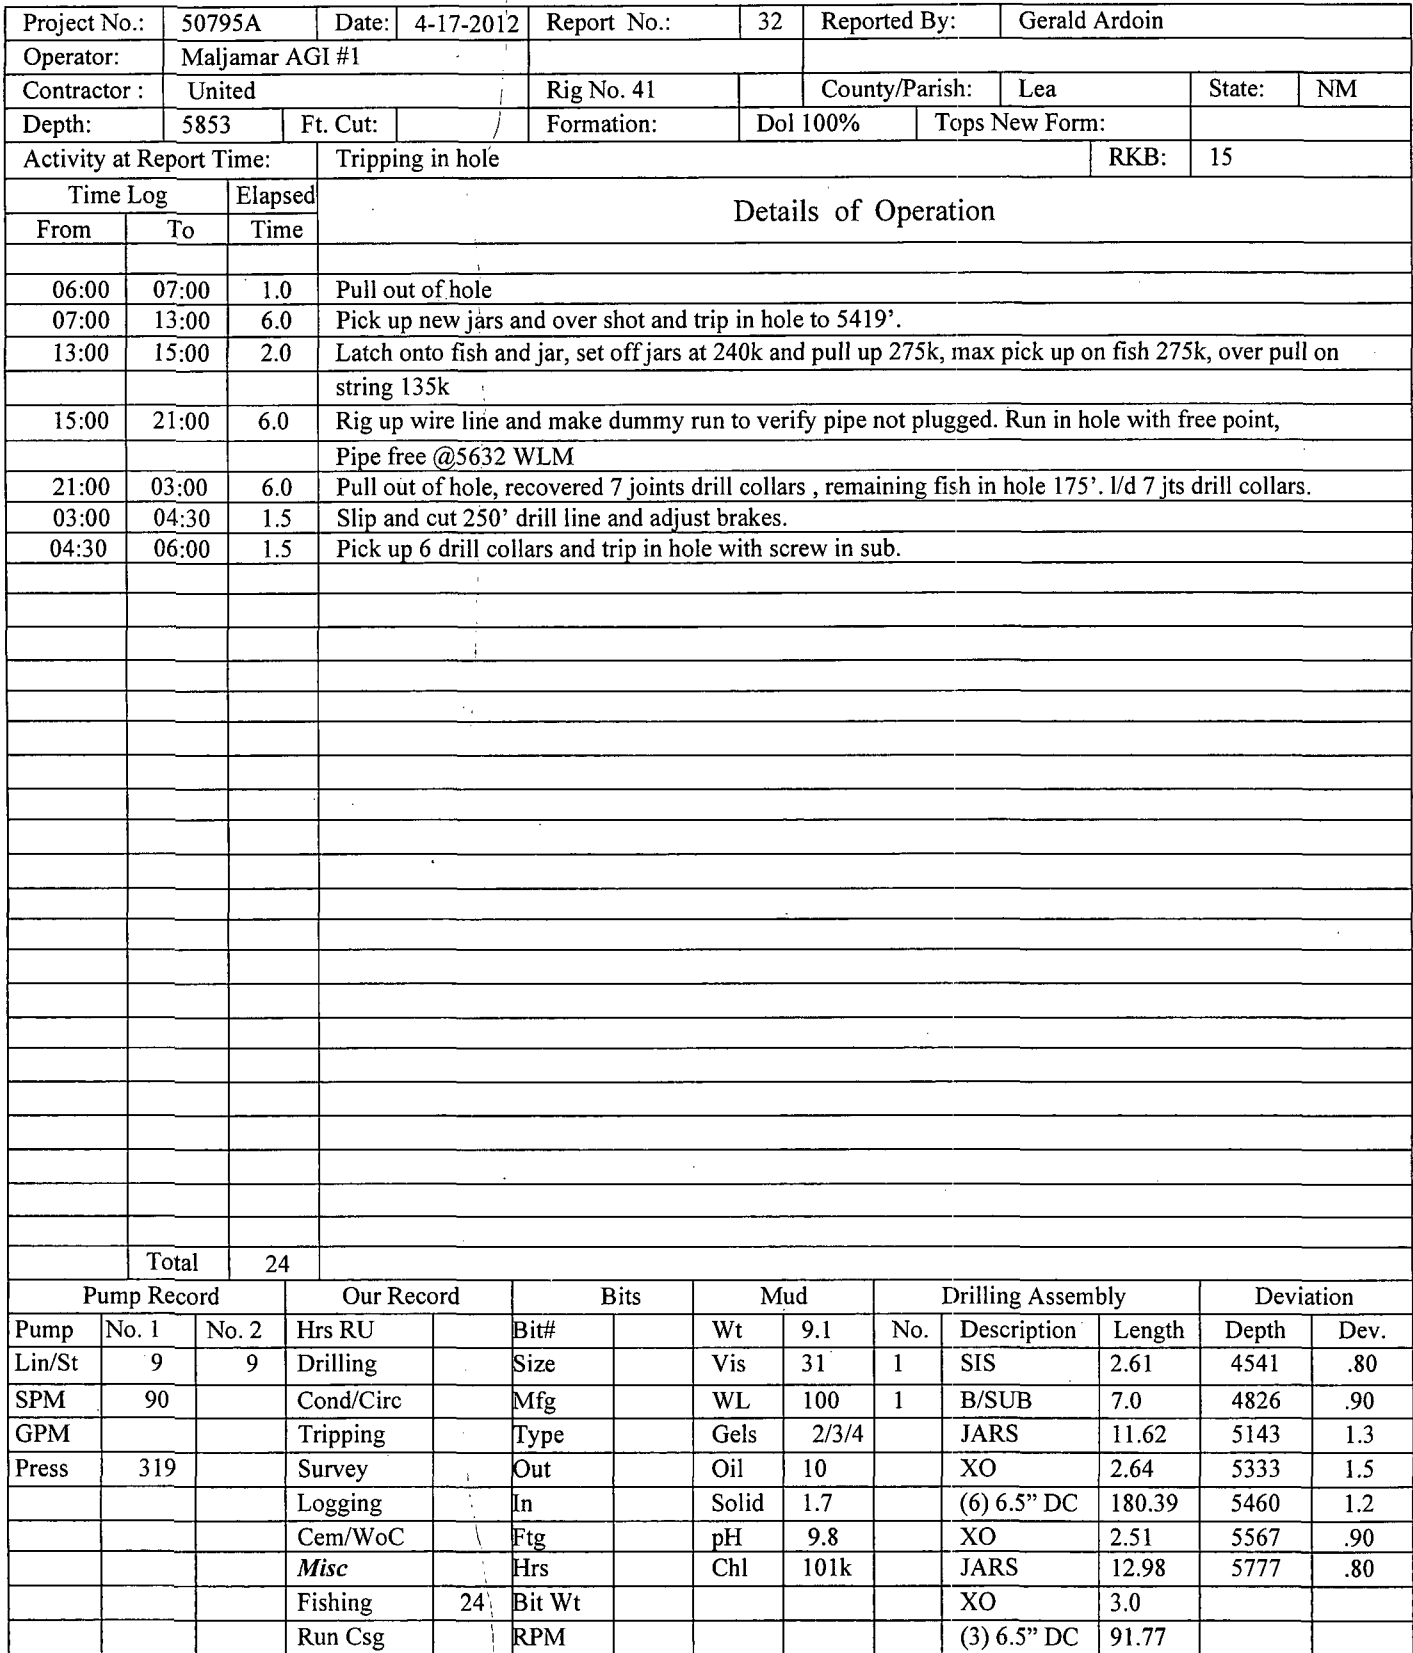 Project No.: 50795A Date: 4-17-2012 Report No.: 32 Reported By: Gerald Ardoin
Operator: Maljamar AGI #1
Contractor : United Rig No. 41 County/Parish: Lea State: NM
Depth: 5853 Ft. Cut: Formation: Dol 100% Tops New Form:
Activity at Report Time: Tripping in hole RKB: 15
Time Log Elapsed Details of Operation
From To Time
06:00 07:00 1.0 Pull out of hole
07:00 13:00 6.0 Pick up new jars and over shot and trip in hole to 5419’.
13:00 15:00 2.0 Latch onto fish and jar, set off jars at 240k and pull up 275k, max pick up on fish 275k, over pull on
string 135k
15:00 21:00 6.0 Rig up wire line and make dummy run to verify pipe not plugged. Run in hole with free point,
Pipe free @5632 WLM
21:00 03:00 6.0 Pull out of hole, recovered 7 joints drill collars , remaining fish in hole 175’. l/d 7 jts drill collars.
03:00 04:30 1.5 Slip and cut 250’ drill line and adjust brakes.
04:30 06:00 1.5 Pick up 6 drill collars and trip in hole with screw in sub.
Total 24
Pump Record Our Record Bits Mud Drilling Assembly Deviation
Pump No. 1 No. 2 Hrs RU Bit# Wt 9.1 No. Description Length Depth Dev.
Lin/St 9 9 Drilling Size Vis 31 1 SIS 2.61 4541 .80
SPM 90 Cond/Circ Mfg WL 100 1 B/SUB 7.0 4826 .90
GPM Tripping Type Gels 2/3/4 JARS 11.62 5143 1.3
Press 319 Survey Out Oil 10 XO 2.64 5333 1.5
Logging In Solid 1.7 (6) 6.5” DC 180.39 5460 1.2
Cem/WoC Ftg pH 9.8 XO 2.51 5567 .90
Misc Hrs Chl 101k JARS 12.98 5777 .80
Fishing 24 Bit Wt XO 3.0
Run Csg RPM (3) 6.5” DC 91.77